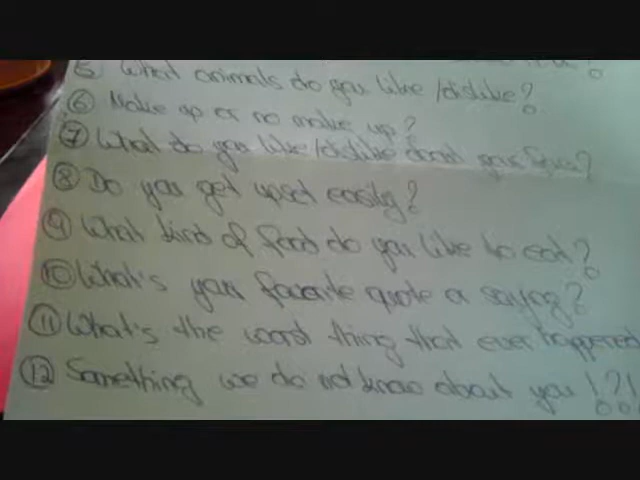 ⑤ What animals do you like /dislike?
⑥ Make up or no make up?
⑦ What do you like/dislike about your face?
⑧ Do you get upset easily?
⑨ What kind of food do you like to eat?
⑩ What's your favorite quote or saying?
⑪ What's the worst thing that ever happened
⑫ Something we do not know about you!?!